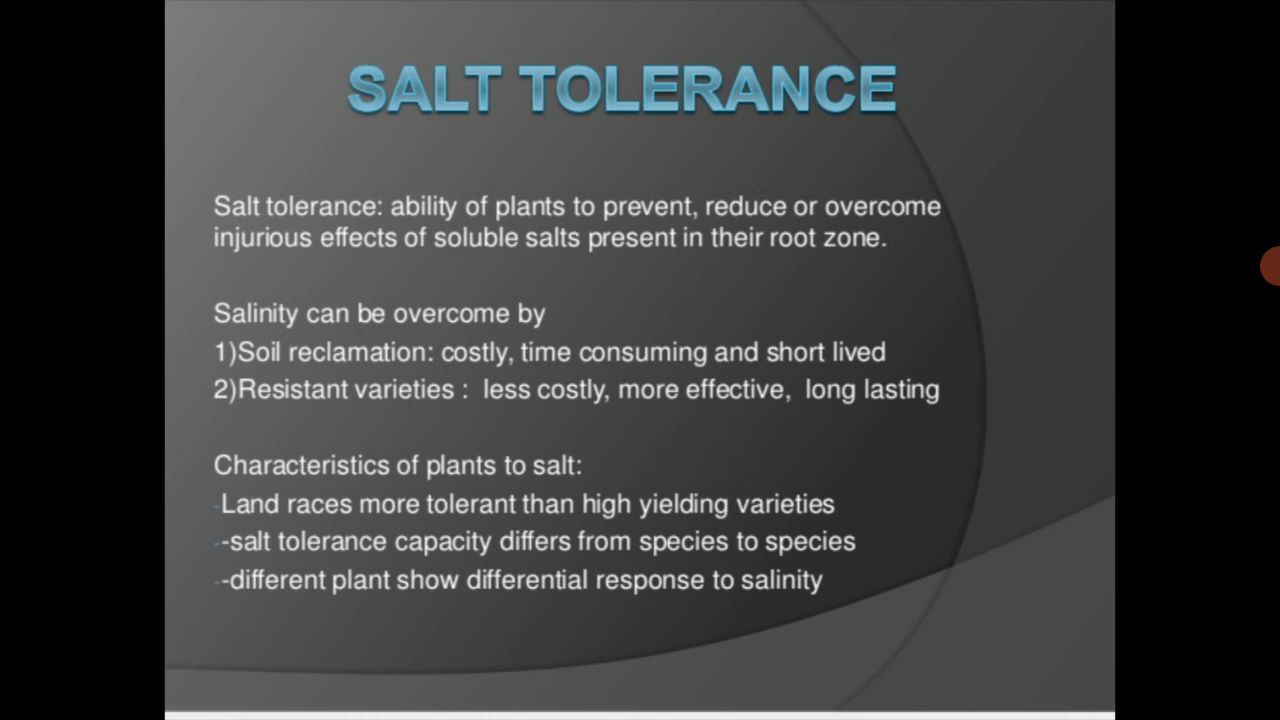 SALT TOLERANCE
Salt tolerance: ability of plants to prevent, reduce or overcome
injurious effects of soluble salts present in their root zone.
Salinity can be overcome by
1)Soil reclamation: costly, time consuming and short lived
2)Resistant varieties :  less costly, more effective,  long lasting
Characteristics of plants to salt:
-Land races more tolerant than high yielding varieties
--salt tolerance capacity differs from species to species
--different plant show differential response to salinity